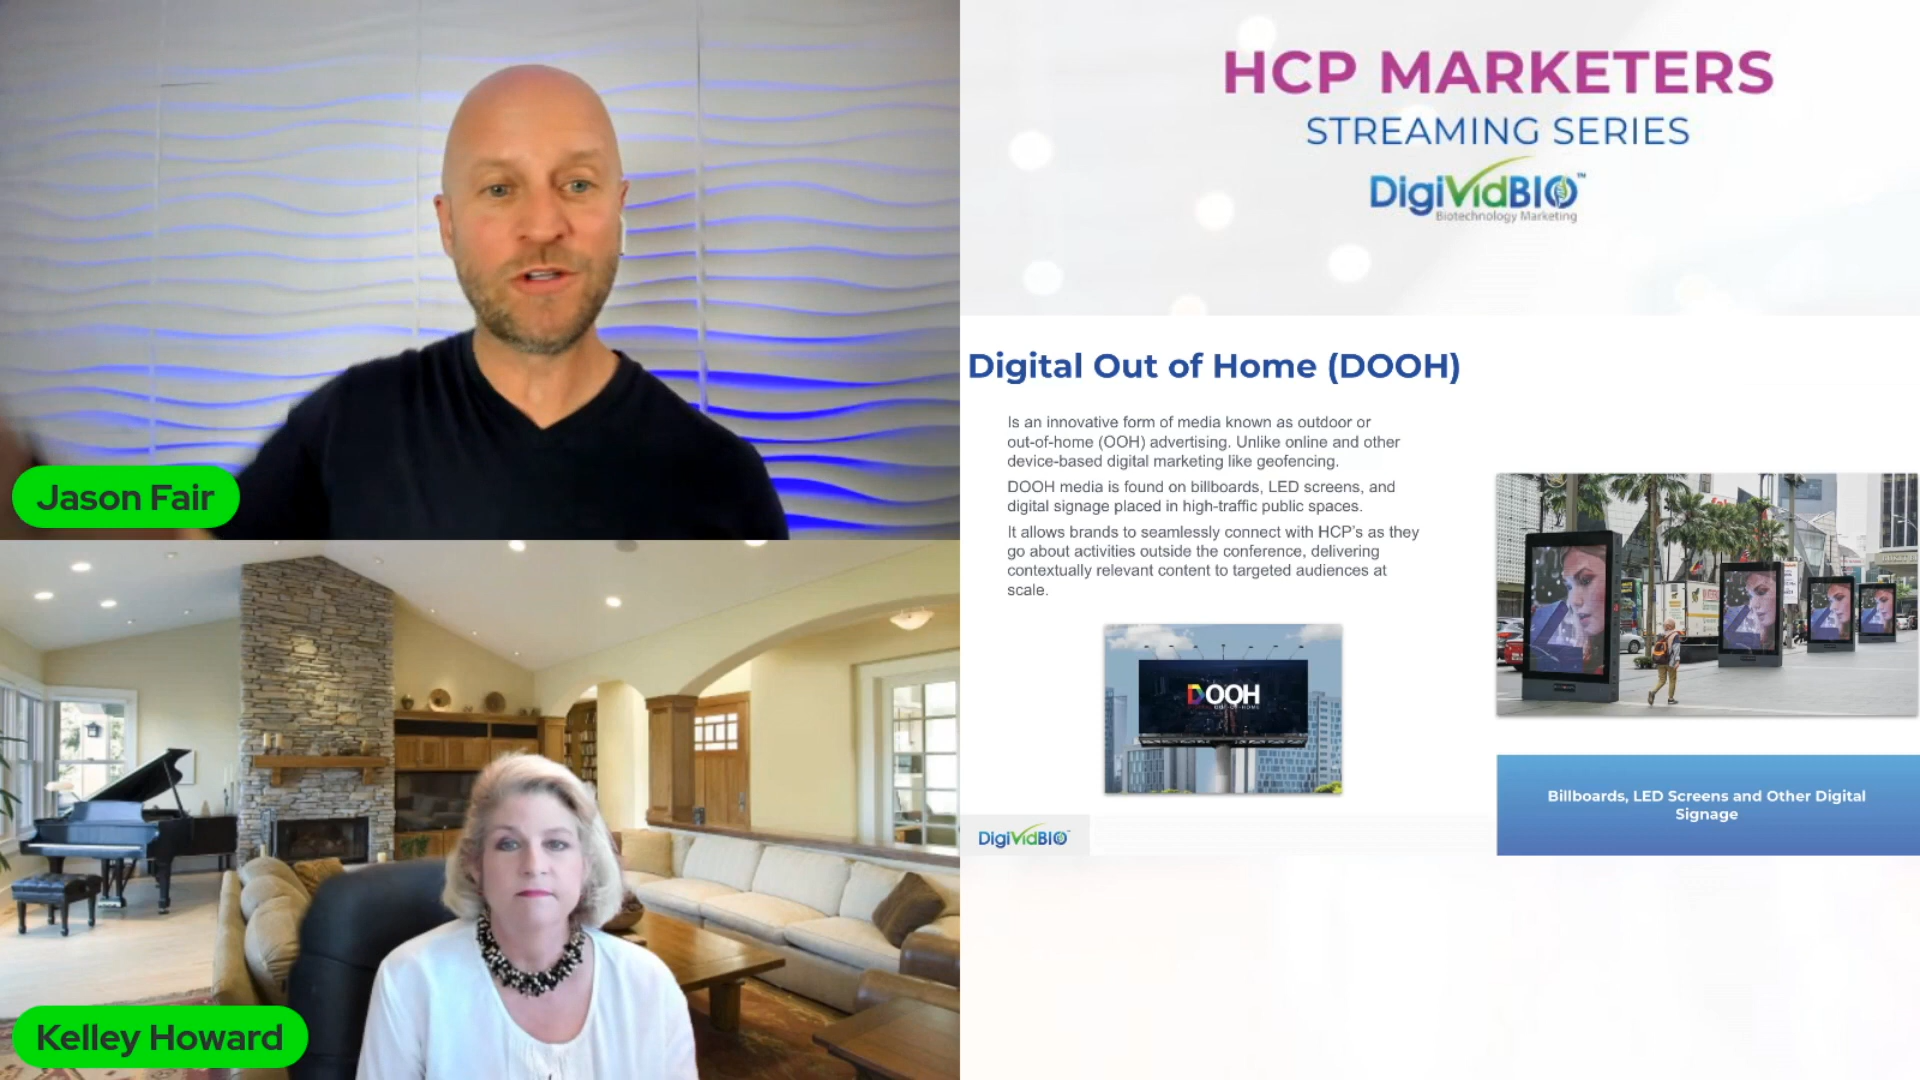 Jason Fair
Kelley Howard
HCP MARKETERS
STREAMING SERIES
DigiVidBIO™
Biotechnology Marketing
Digital Out of Home (DOOH)
Is an innovative form of media known as outdoor or
out-of-home (OOH) advertising. Unlike online and other
device-based digital marketing like geofencing.
DOOH media is found on billboards, LED screens, and
digital signage placed in high-traffic public spaces.
It allows brands to seamlessly connect with HCP's as they
go about activities outside the conference, delivering
contextually relevant content to targeted audiences at
scale.
DOOH
Billboards, LED Screens and Other Digital
Signage
DigiVidBIO